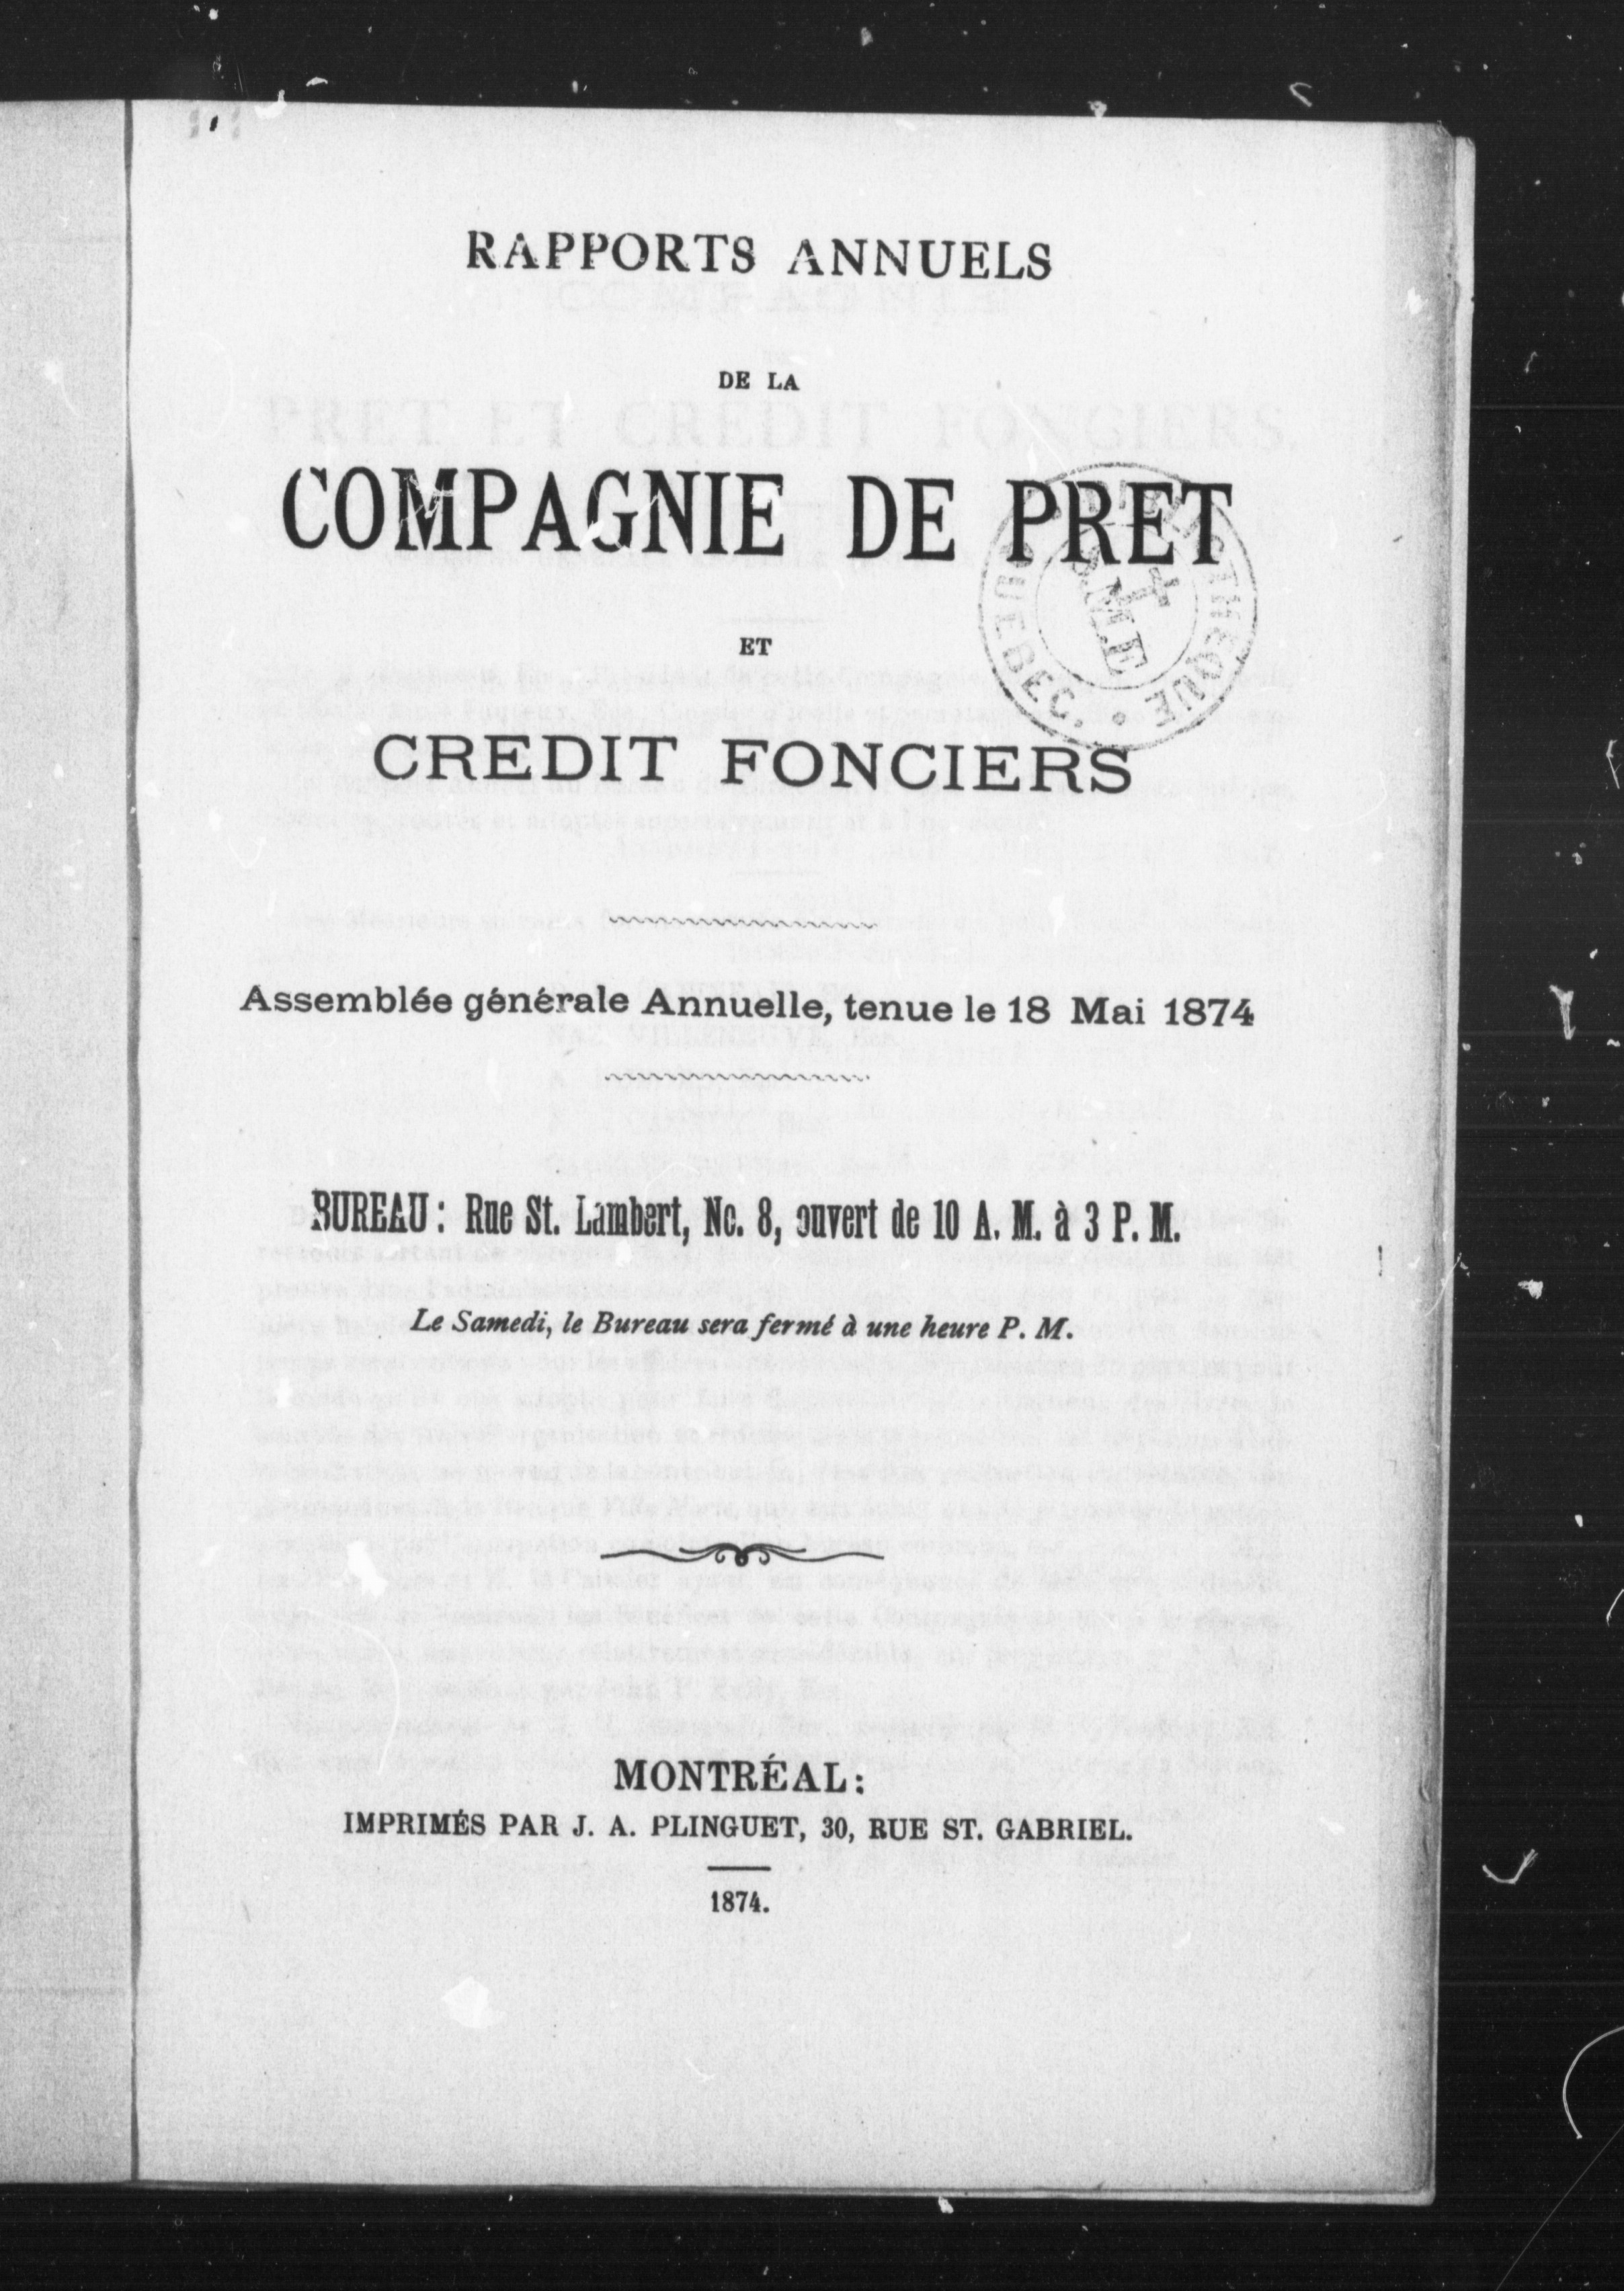 RAPPORTS ANNUELS
DE LA
COMPAGNIE DE PRET
ET
CREDIT FONCIERS
Assemblée générale Annuelle, tenue le 18 Mai 1874
BUREAU : Rue St. Lambert, No. 8, ouvert de 10 A. M. à 3 P. M.
Le Samedi, le Bureau sera fermé à une heure P. M.
MONTRÉAL:
IMPRIMÉS PAR J. A. PLINGUET, 30, RUE ST. GABRIEL.
1874.
QUEBEC.